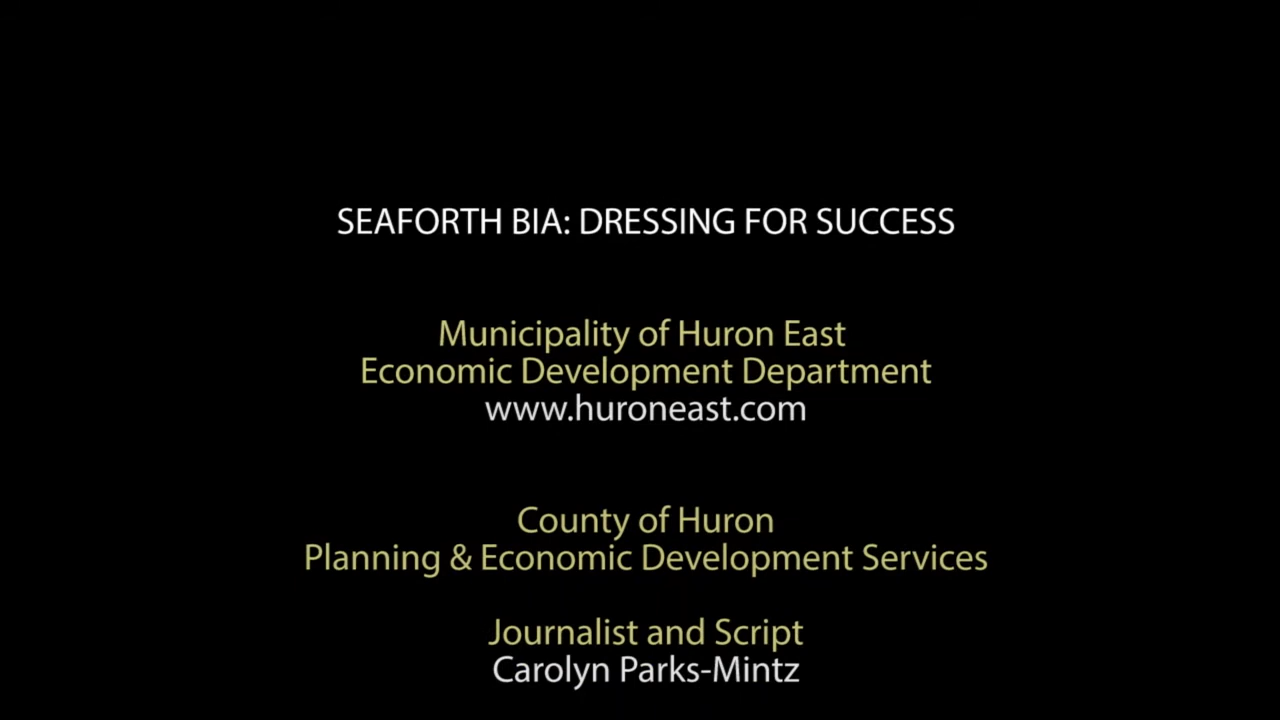 SEAFORTH BIA: DRESSING FOR SUCCESS
Municipality of Huron East
Economic Development Department
www.huroneast.com
County of Huron
Planning & Economic Development Services
Journalist and Script
Carolyn Parks-Mintz